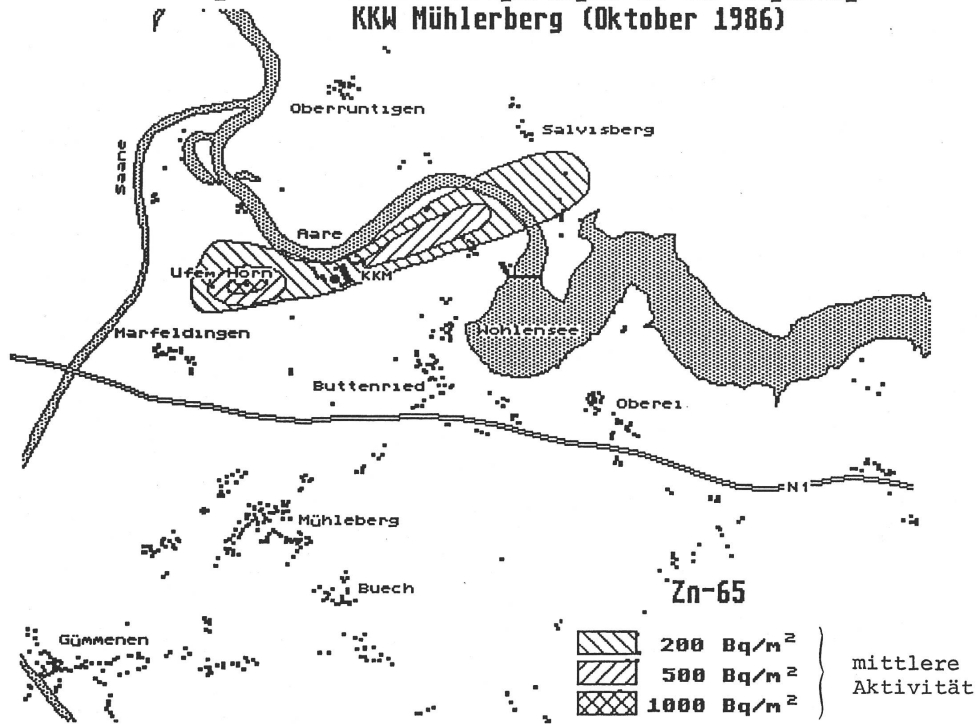 KKW Mühlerberg (Oktober 1986)
Oberruntigen
Salvisberg
Saane
Aare
Ufem Horn
KKM
Marfeldingen
Wohlensee
Buttenried
Oberei
N1
Mühleberg
Buech
Zn-65
Gümmenen
200 Bq/m²
500 Bq/m²
1000 Bq/m²
mittlere
Aktivität